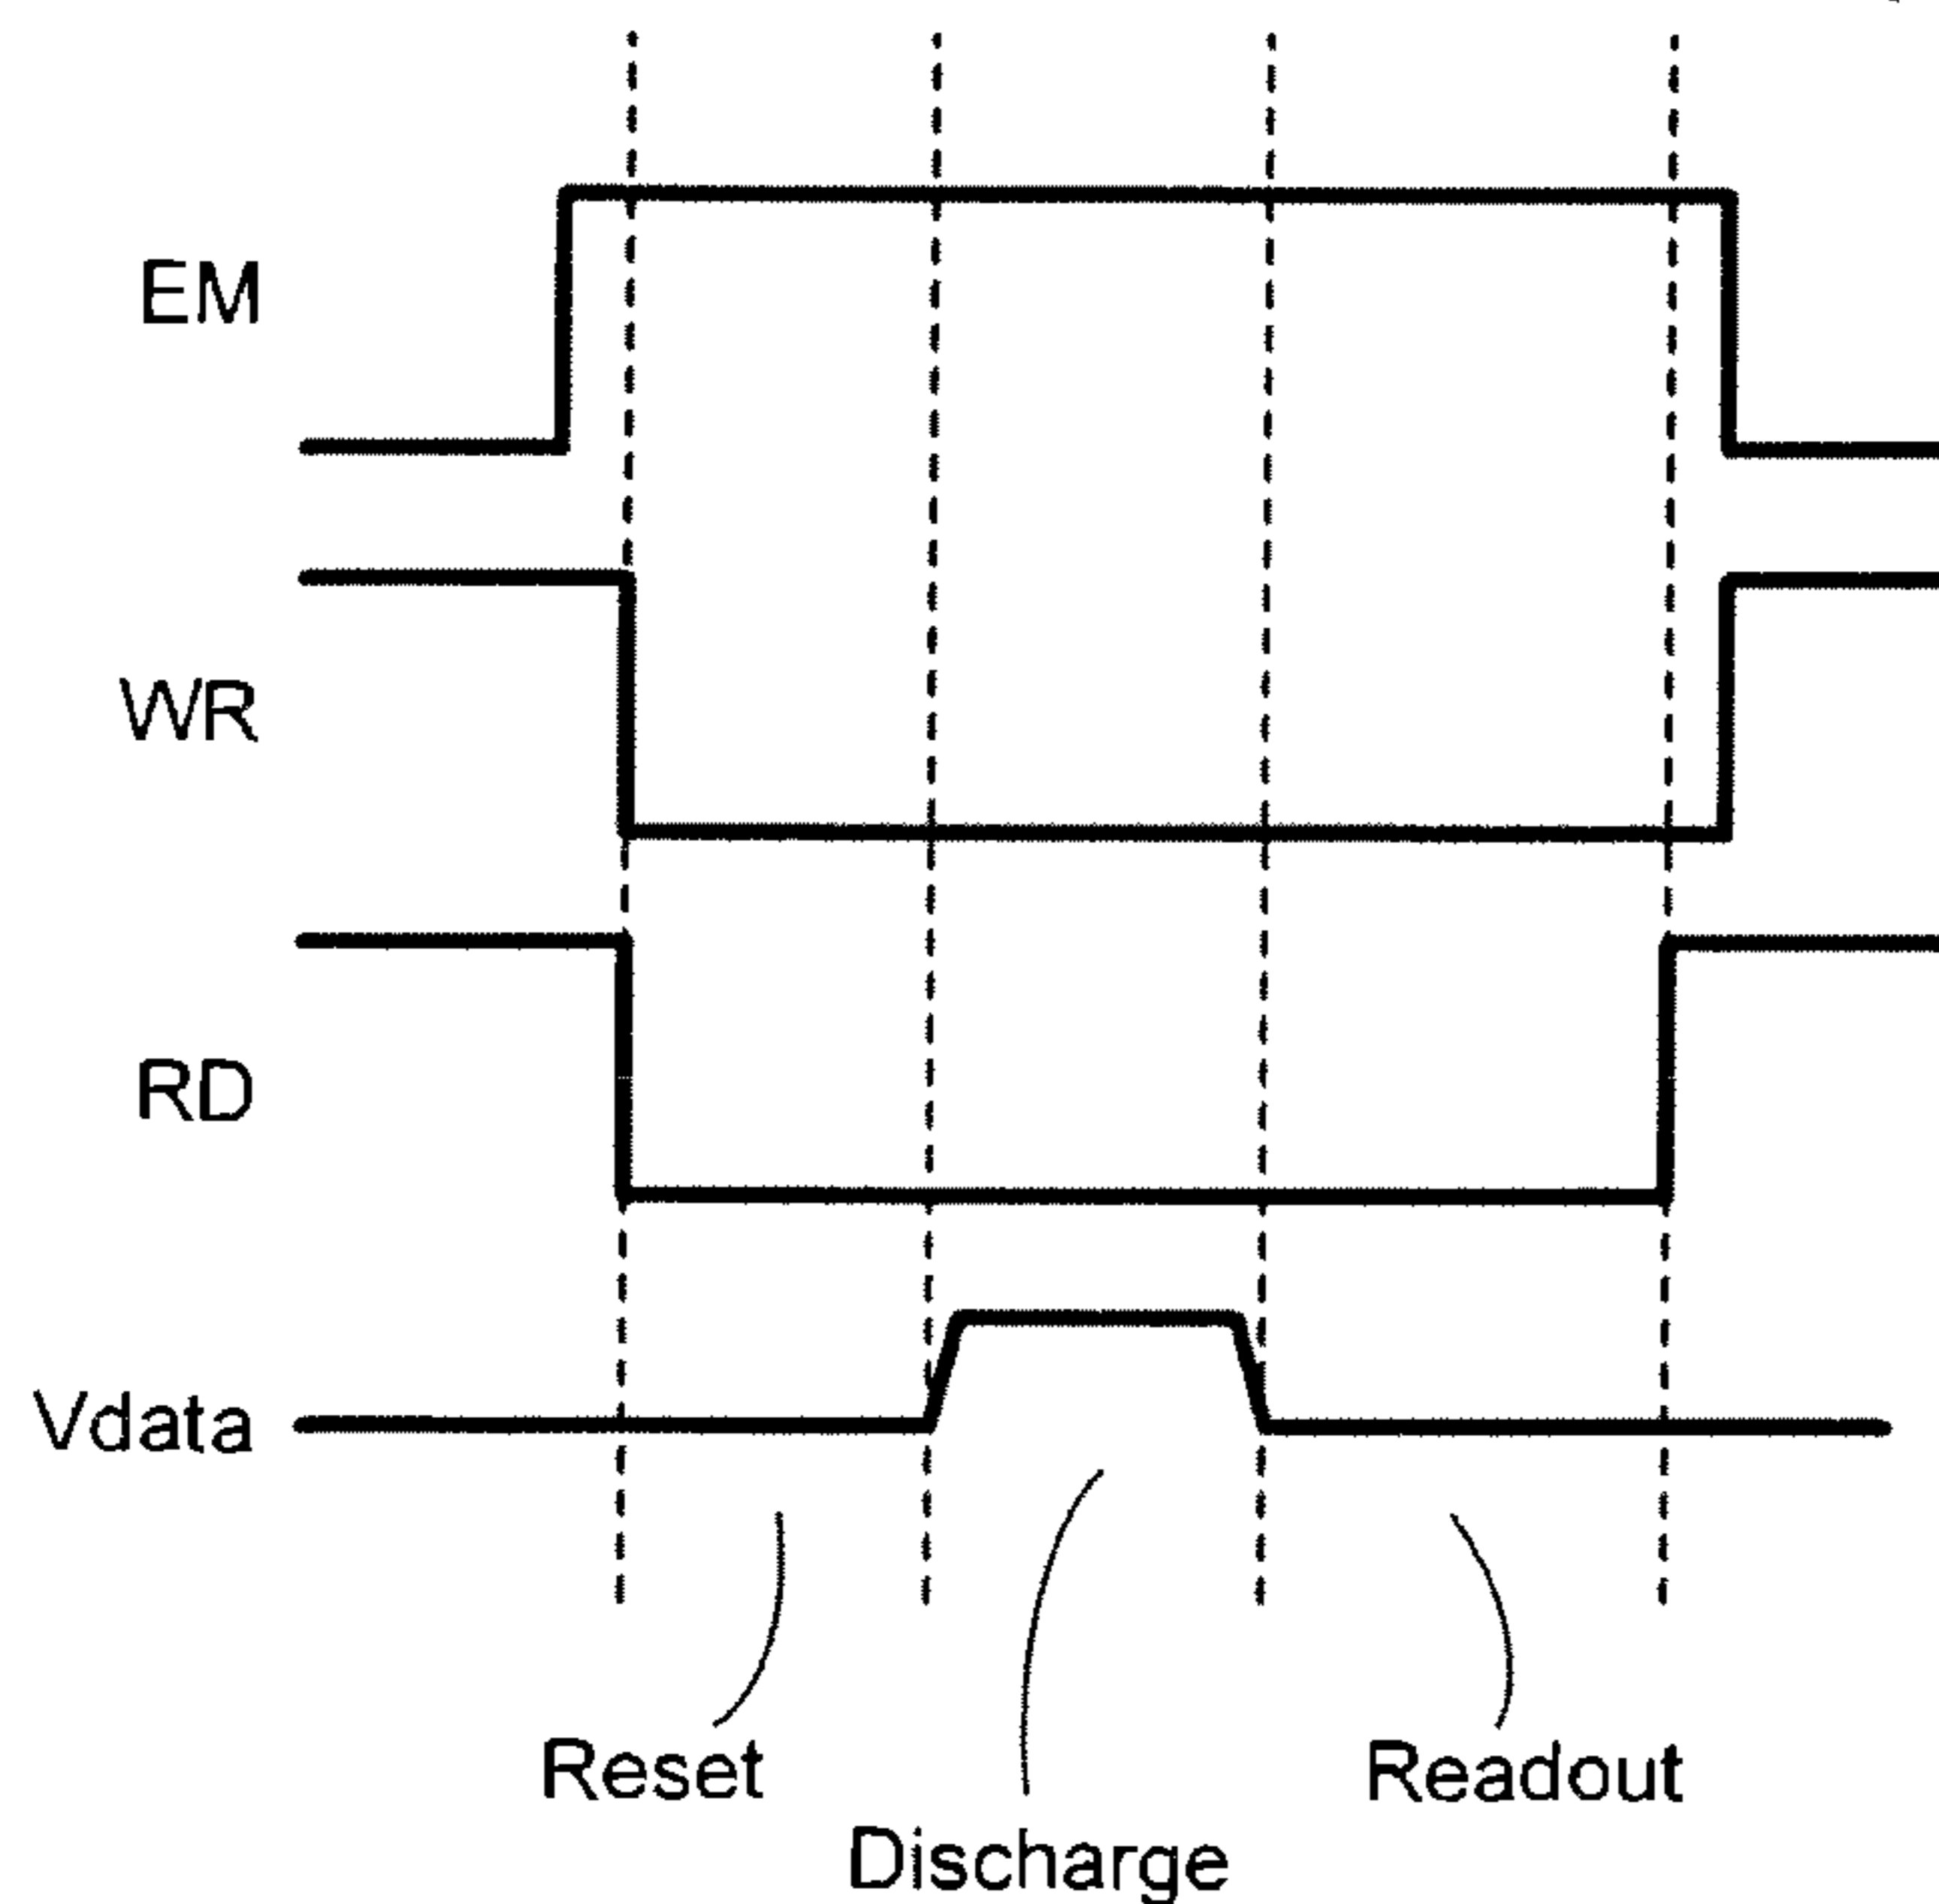 EM
WR
RD
Vdata
Reset
Readout
Discharge